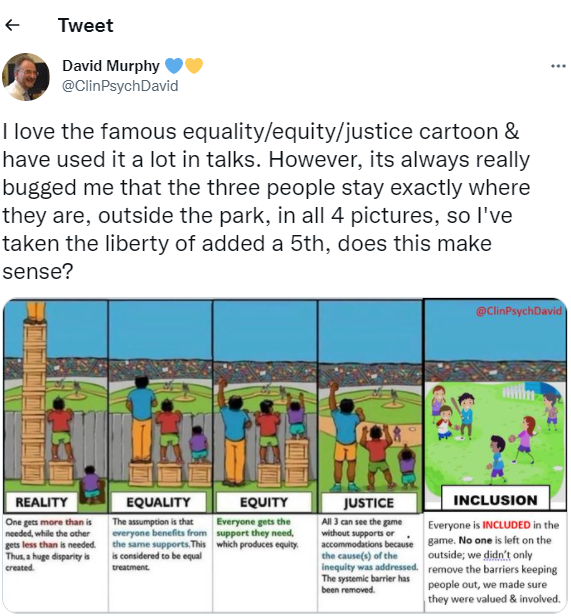 Tweet
David Murphy
@ClinPsychDavid
I love the famous equality/equity/justice cartoon &
have used it a lot in talks. However, its always really
bugged me that the three people stay exactly where
they are, outside the park, in all 4 pictures, so I've
taken the liberty of added a 5th, does this make
sense?
@ClinPsychDavid
REALITY
One gets more than is
needed, while the other
gets less than is needed.
Thus, a huge disparity is
created.
EQUALITY
The assumption is that
everyone benefits from
the same supports. This
is considered to be equal
treatment.
EQUITY
Everyone gets the
support they need,
which produces equity.
JUSTICE
All 3 can see the game
without supports or
accommodations because
the cause(s) of the
inequity was addressed.
The systemic barrier has
been removed.
INCLUSION
Everyone is INCLUDED in the
game. No one is left on the
outside; we didn't only
remove the barriers keeping
people out, we made sure
they were valued & involved.